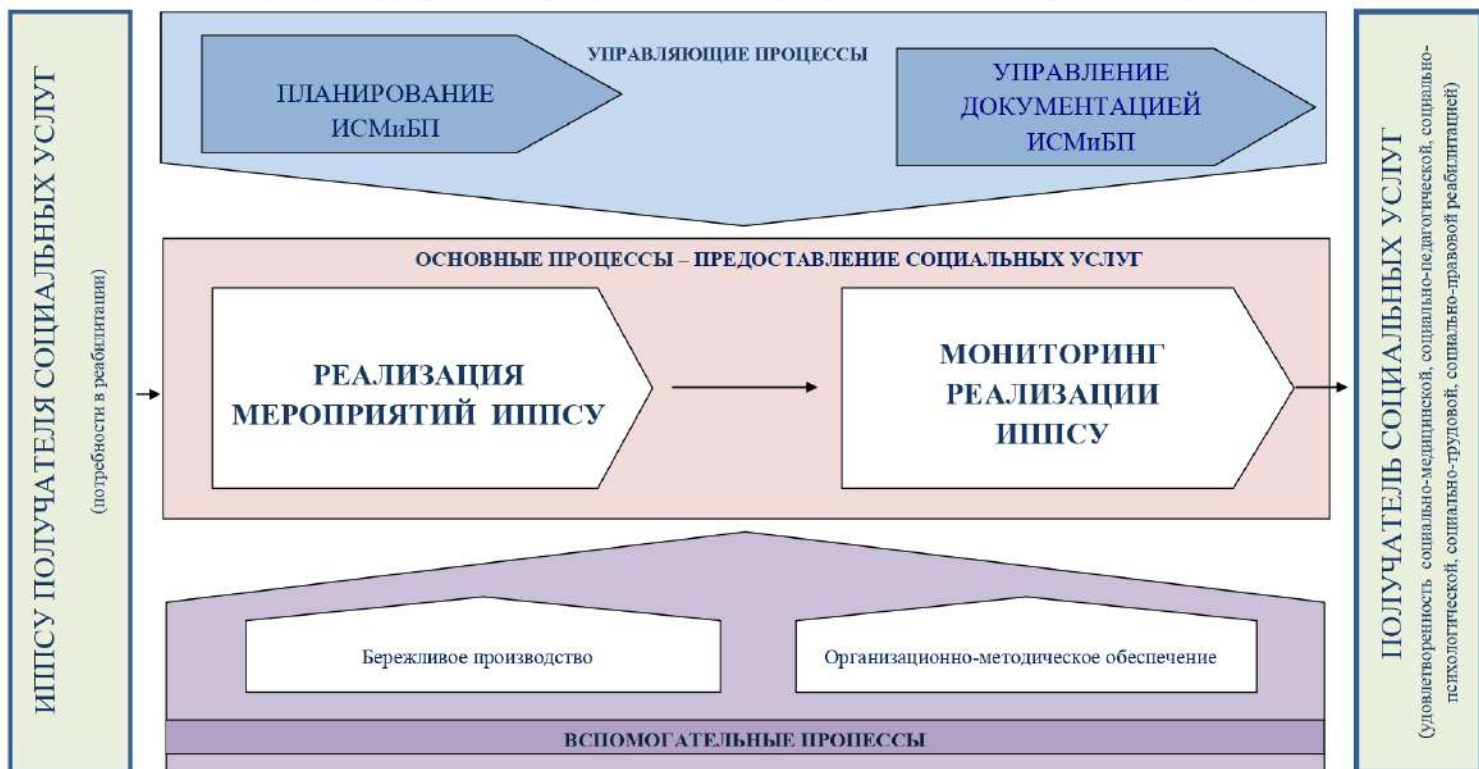 ИППСУ ПОЛУЧАТЕЛЯ СОЦИАЛЬНЫХ УСЛУГ
(потребности в реабилитации)
УПРАВЛЯЮЩИЕ ПРОЦЕССЫ
ПЛАНИРОВАНИЕ
ИСМиБП
УПРАВЛЕНИЕ
ДОКУМЕНТАЦИЕЙ
ИСМиБП
ОСНОВНЫЕ ПРОЦЕССЫ – ПРЕДОСТАВЛЕНИЕ СОЦИАЛЬНЫХ УСЛУГ
РЕАЛИЗАЦИЯ
МЕРОПРИЯТИЙ ИППСУ
МОНИТОРИНГ
РЕАЛИЗАЦИИ
ИППСУ
Бережливое производство
Организационно-методическое обеспечение
ВСПОМОГАТЕЛЬНЫЕ ПРОЦЕССЫ
ПОЛУЧАТЕЛЬ СОЦИАЛЬНЫХ УСЛУГ
(удовлетворенность социально-медицинской, социально-педагогической, социально-
психологической, социально-трудовой, социально-правовой реабилитацией)